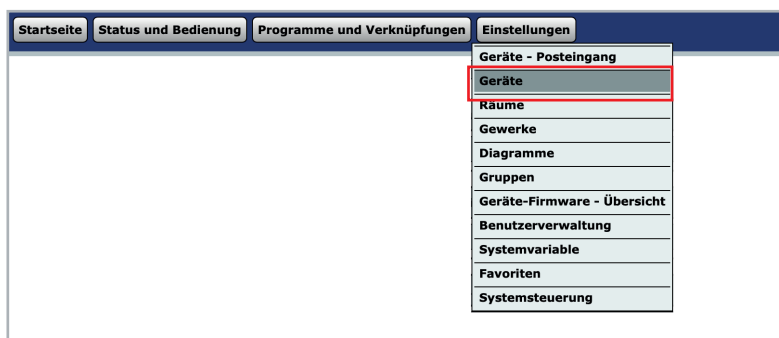 Startseite Status und Bedienung Programme und Verknüpfungen Einstellungen
Geräte - Posteingang
Geräte
Räume
Gewerke
Diagramme
Gruppen
Geräte-Firmware - Übersicht
Benutzerverwaltung
Systemvariable
Favoriten
Systemsteuerung